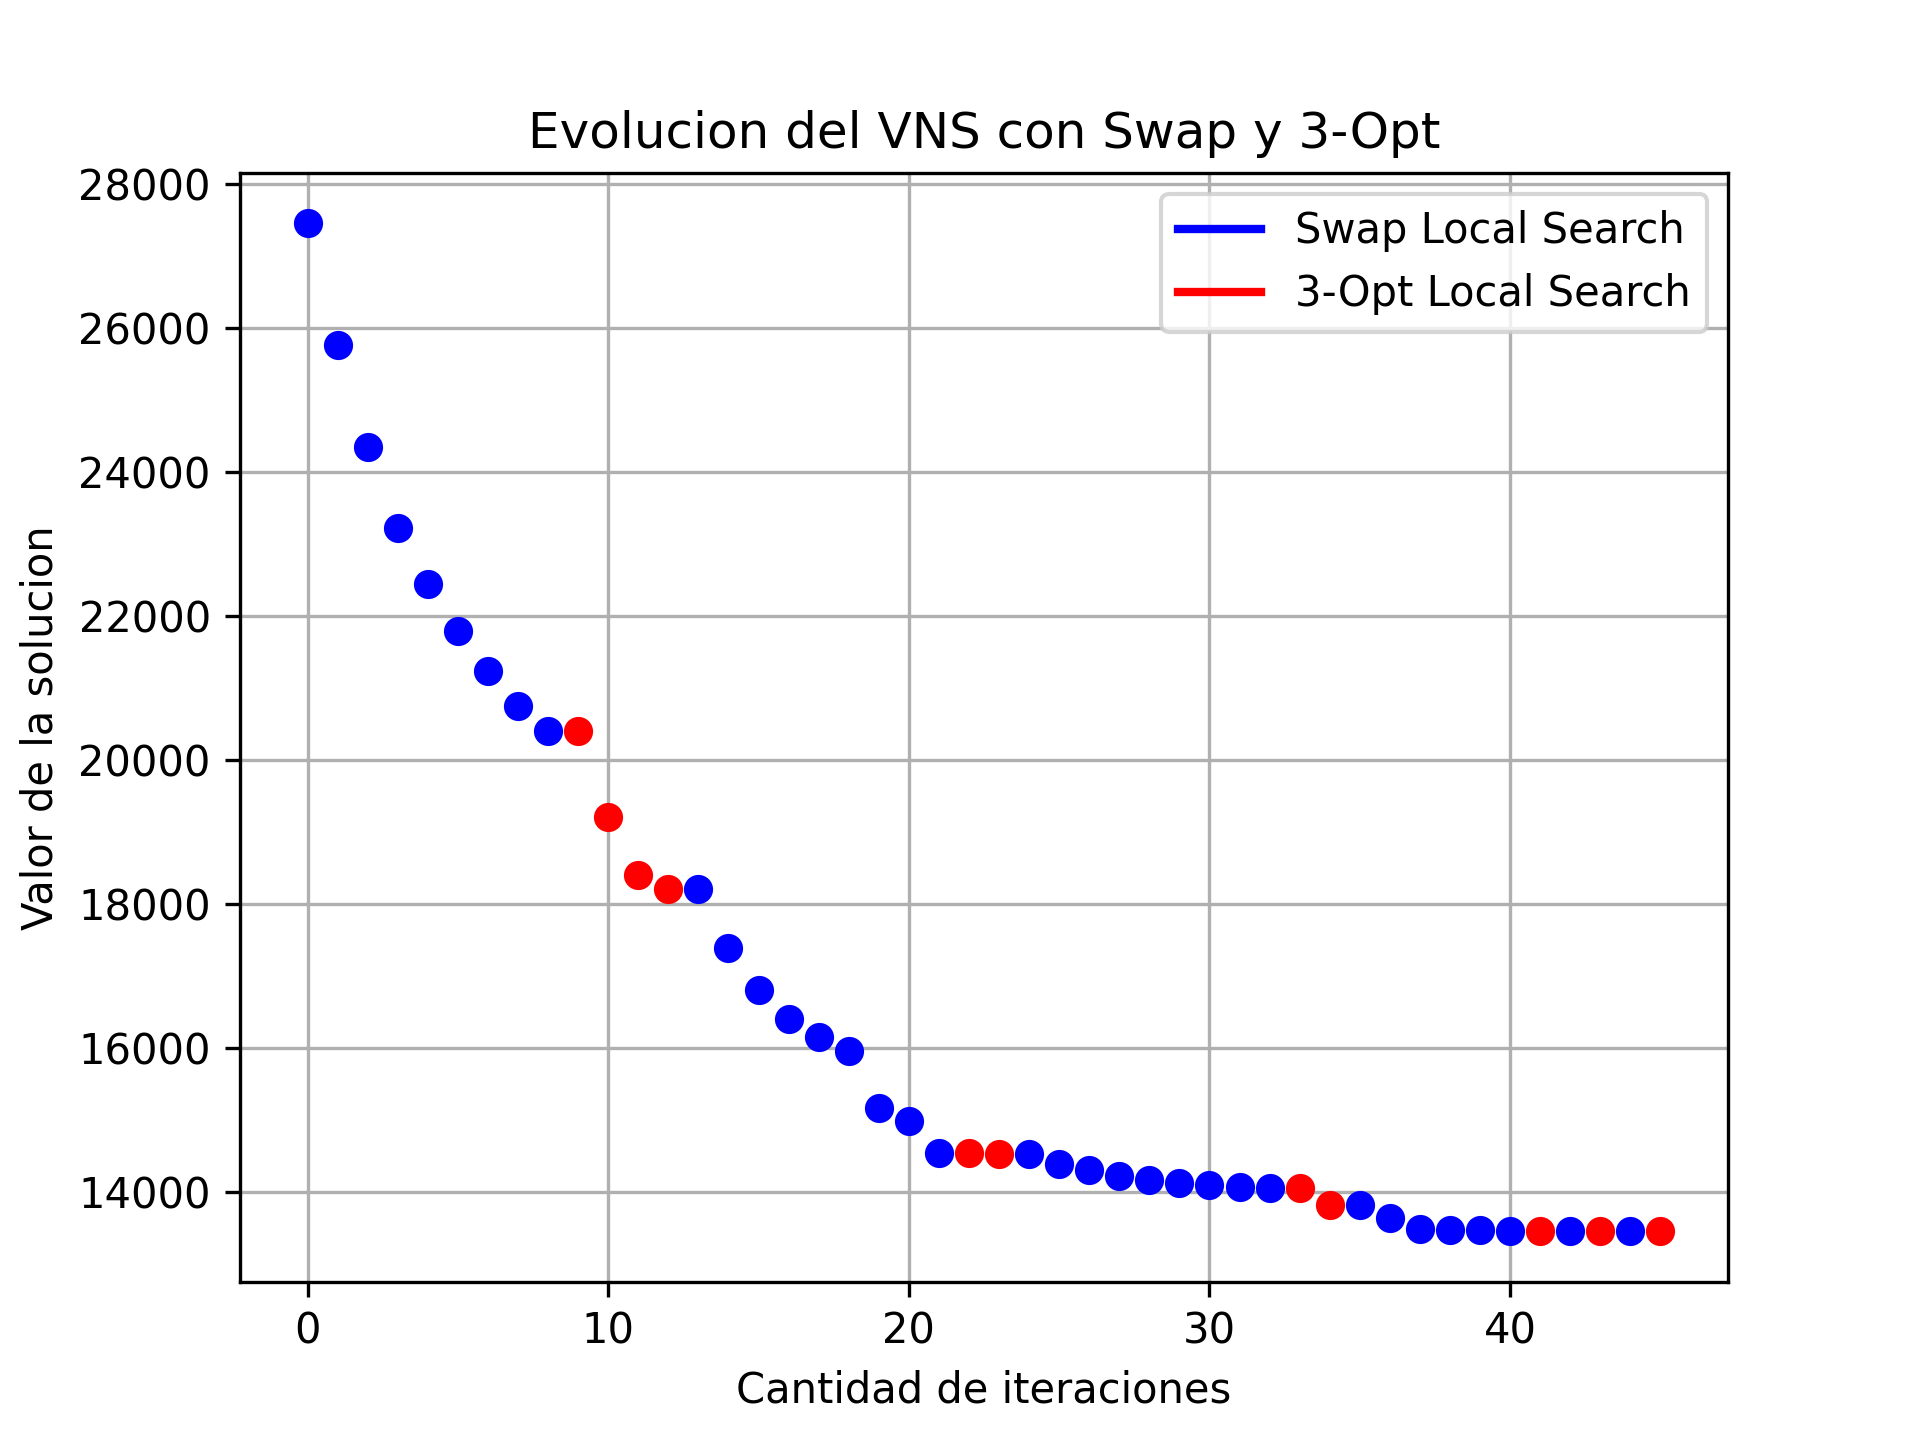 Evolucion del VNS con Swap y 3-Opt
Swap Local Search
3-Opt Local Search
Valor de la solucion
28000
26000
24000
22000
20000
18000
16000
14000
0 10 20 30 40
Cantidad de iteraciones